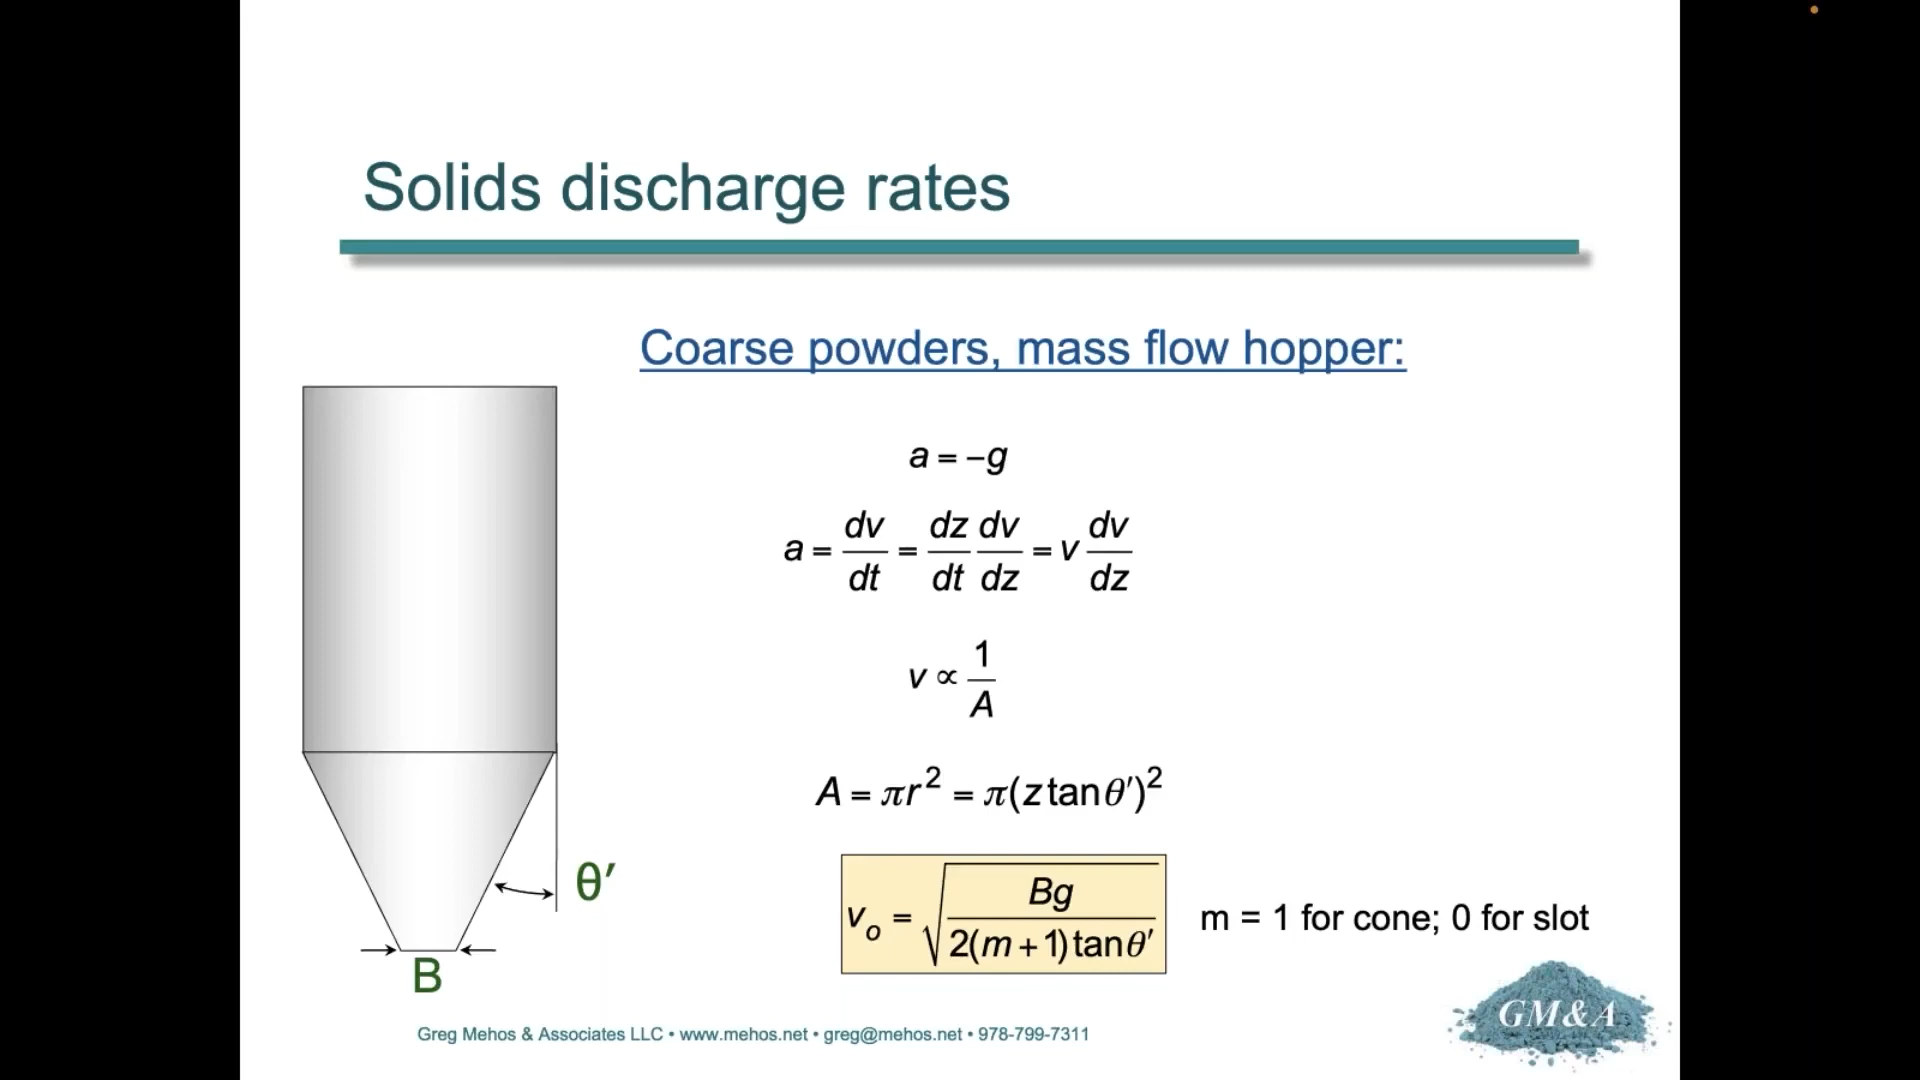 Solids discharge rates
Coarse powders, mass flow hopper:
a = −g
a = dv/dt = dz/dt dv/dz = v dv/dz
v ∝ 1/A
A = πr² = π(z tan θ′)²
v₀ = √(Bg / 2(m + 1) tan θ′)
m = 1 for cone; 0 for slot
θ′
B
GM&A
Greg Mehos & Associates LLC • www.mehos.net • greg@mehos.net • 978-799-7311